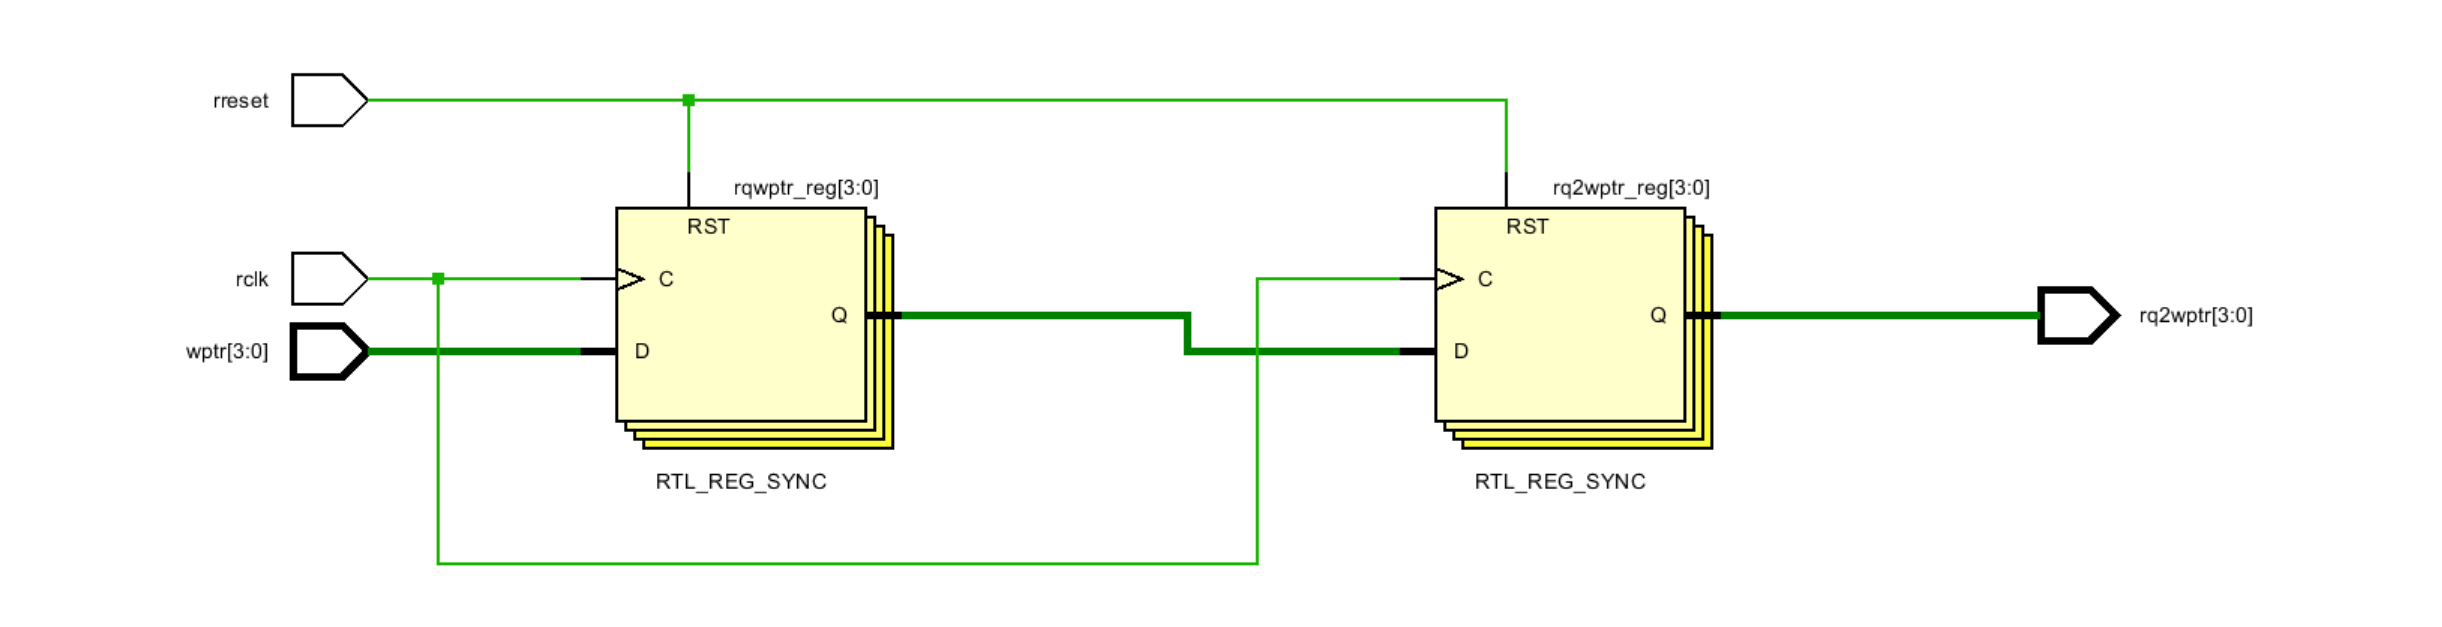 rreset
rqwptr_reg[3:0]
rq2wptr_reg[3:0]
RST
RST
rclk
C
C
Q
Q
rq2wptr[3:0]
wptr[3:0]
D
D
RTL_REG_SYNC
RTL_REG_SYNC